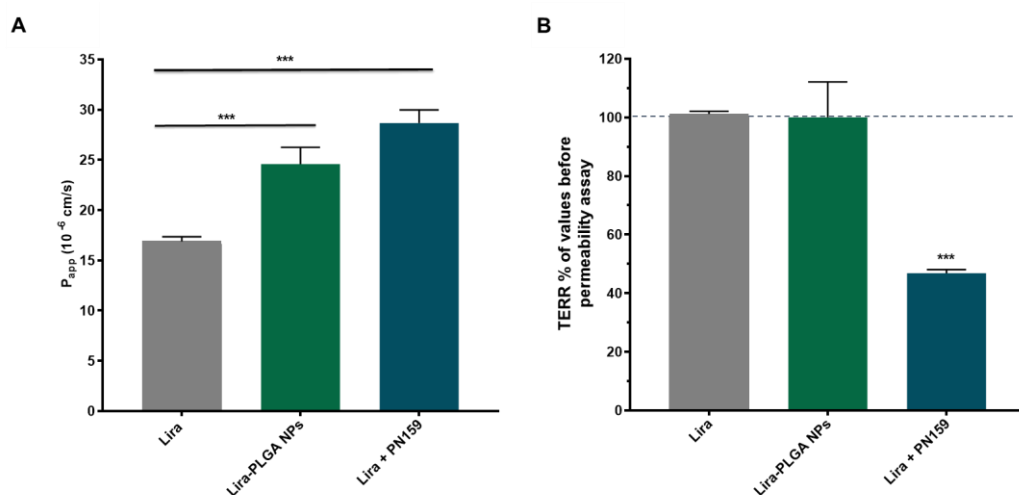 A
P app (10 -6 cm/s)
35
30
25
20
15
10
5
0
***
***
Lira
Lira-PLGA NPs
Lira + PN159
B
TERR % of values before
permeability assay
120
100
80
60
40
20
0
***
Lira
Lira-PLGA NPs
Lira + PN159